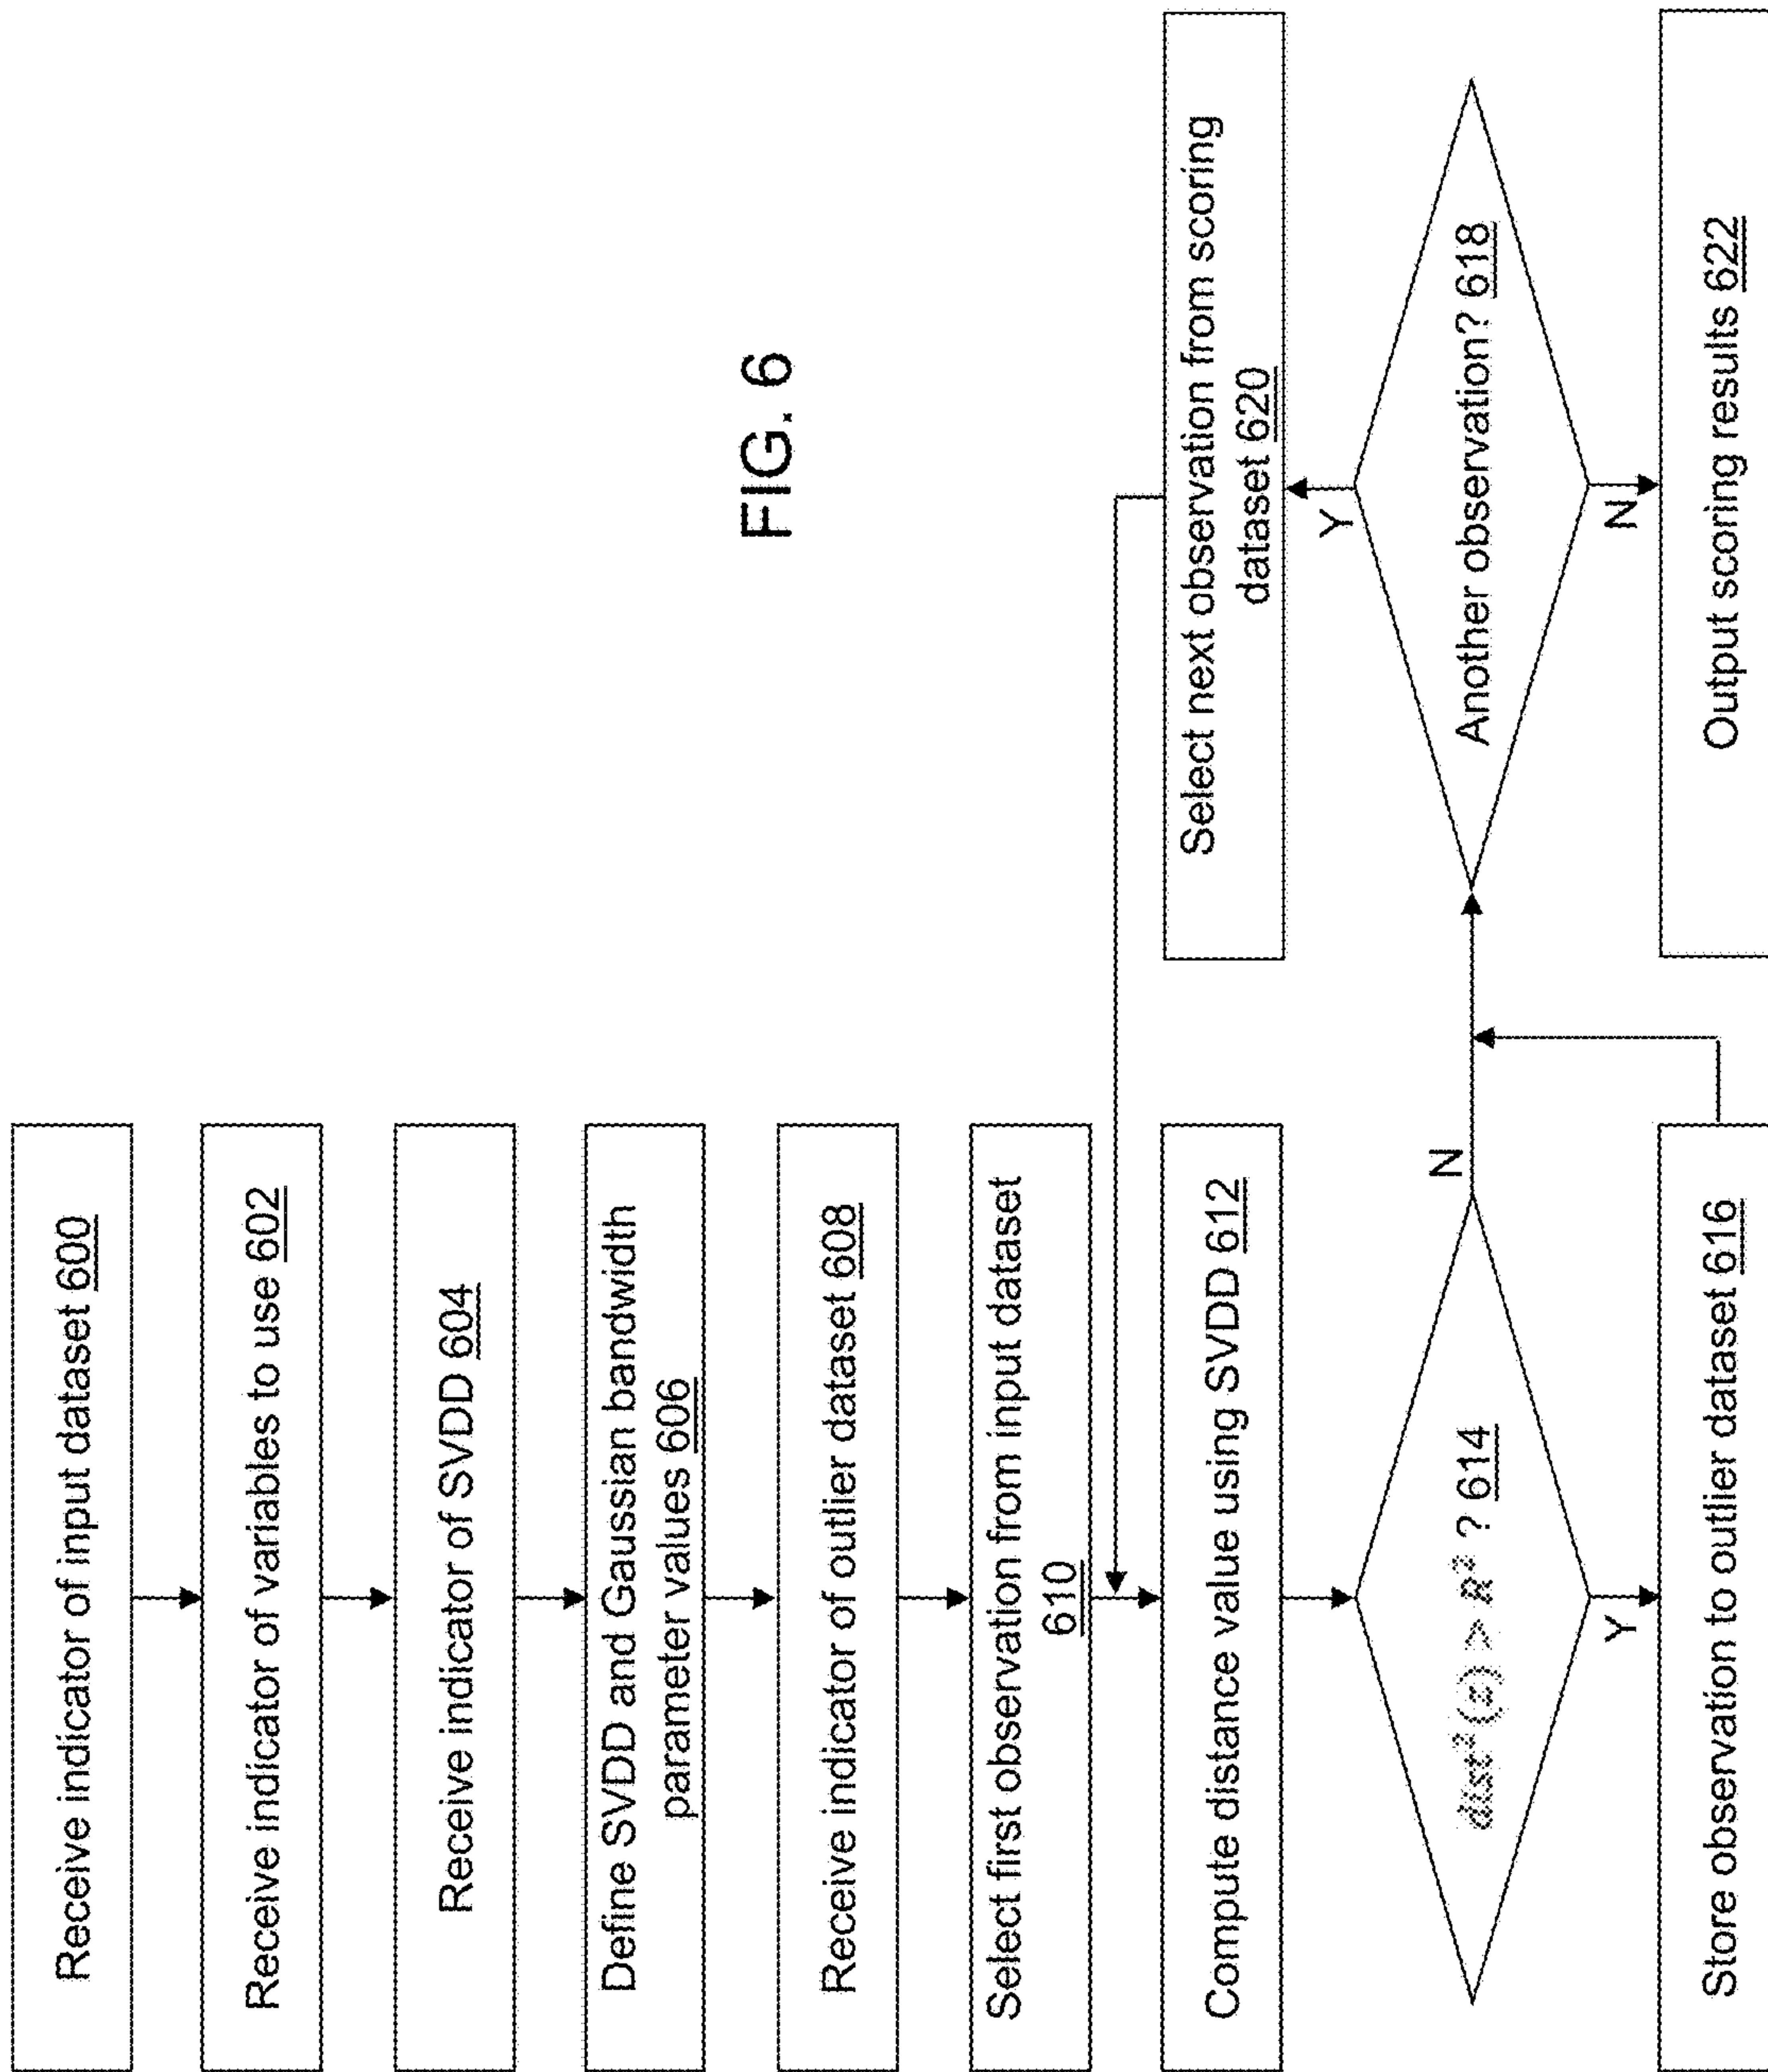 Receive indicator of input dataset 600
Receive indicator of variables to use 602
Receive indicator of SVDD 604
Define SVDD and Gaussian bandwidth
parameter values 606
Receive indicator of outlier dataset 608
Select first observation from input dataset
610
Compute distance value using SVDD 612
dist²(z) > R² ? 614
N
Y
Store observation to outlier dataset 616
FIG. 6
Select next observation from scoring
dataset 620
Y
Another observation? 618
N
Output scoring results 622